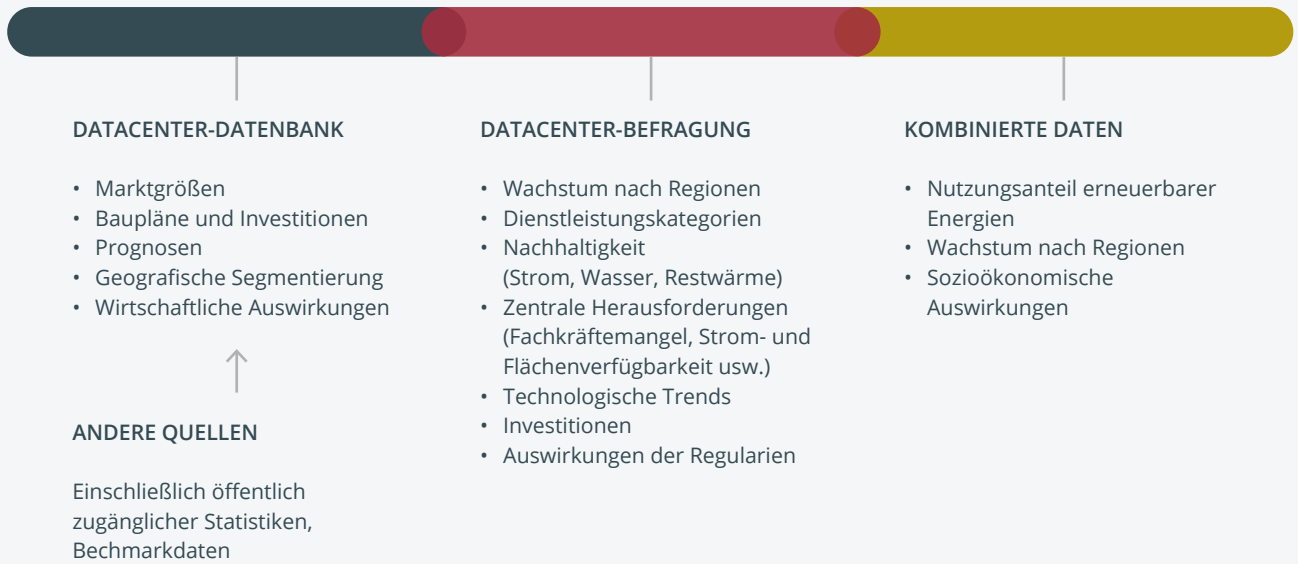 DATACENTER-DATENBANK
• Marktgrößen
• Baupläne und Investitionen
• Prognosen
• Geografische Segmentierung
• Wirtschaftliche Auswirkungen
ANDERE QUELLEN
Einschließlich öffentlich
zugänglicher Statistiken,
Bechmarkdaten
DATACENTER-BEFRAGUNG
• Wachstum nach Regionen
• Dienstleistungskategorien
• Nachhaltigkeit
(Strom, Wasser, Restwärme)
• Zentrale Herausforderungen
(Fachkräftemangel, Strom- und
Flächenverfügbarkeit usw.)
• Technologische Trends
• Investitionen
• Auswirkungen der Regularien
KOMBINIERTE DATEN
• Nutzungsanteil erneuerbarer
Energien
• Wachstum nach Regionen
• Sozioökonomische
Auswirkungen